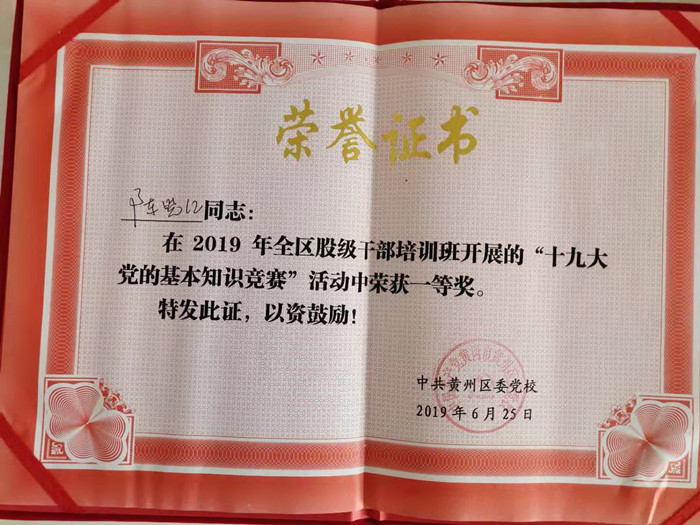 荣誉证书
同志：
在 2019 年全区股级干部培训班开展的“十九大
党的基本知识竞赛”活动中荣获一等奖。
特发此证，以资鼓励！
中共黄州区委党校
2019 年 6 月 25 日